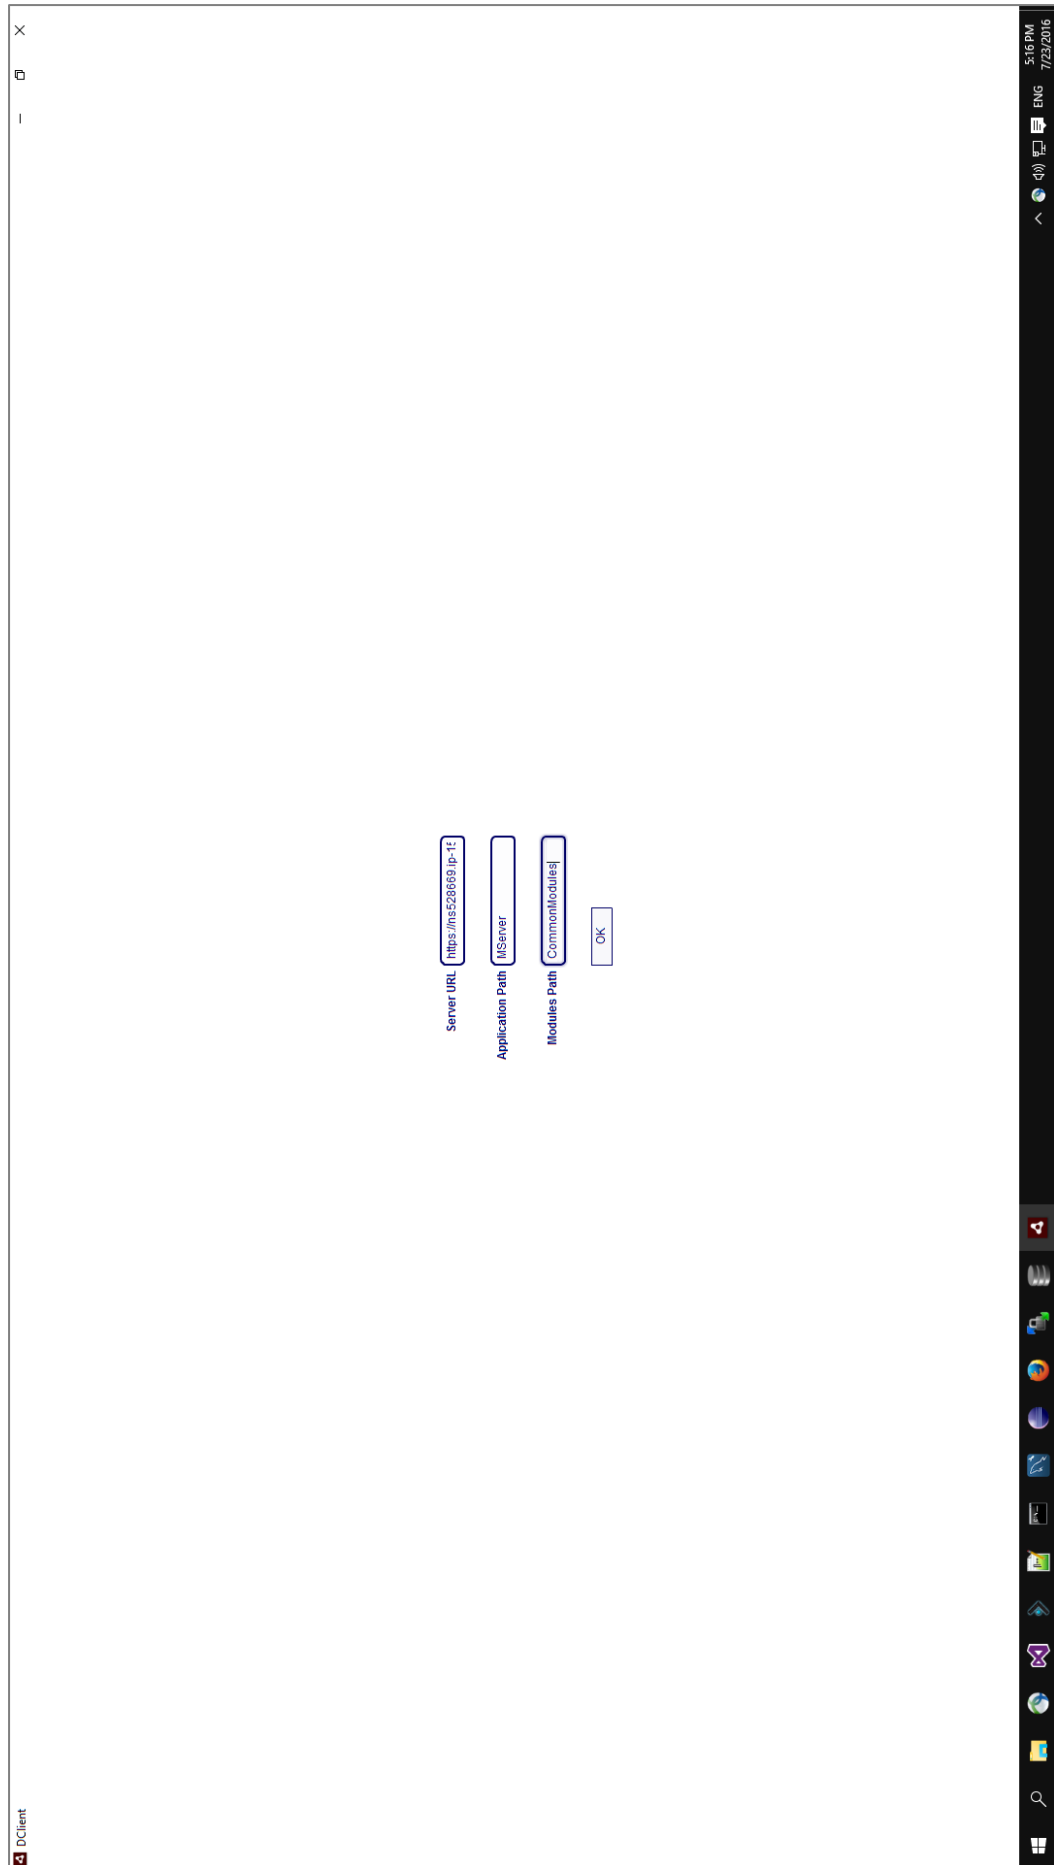 DClient
Server URL https://ns528669.ip-15
Application Path MServer
Modules Path CommonModules
OK
ENG
5:16 PM
7/23/2016